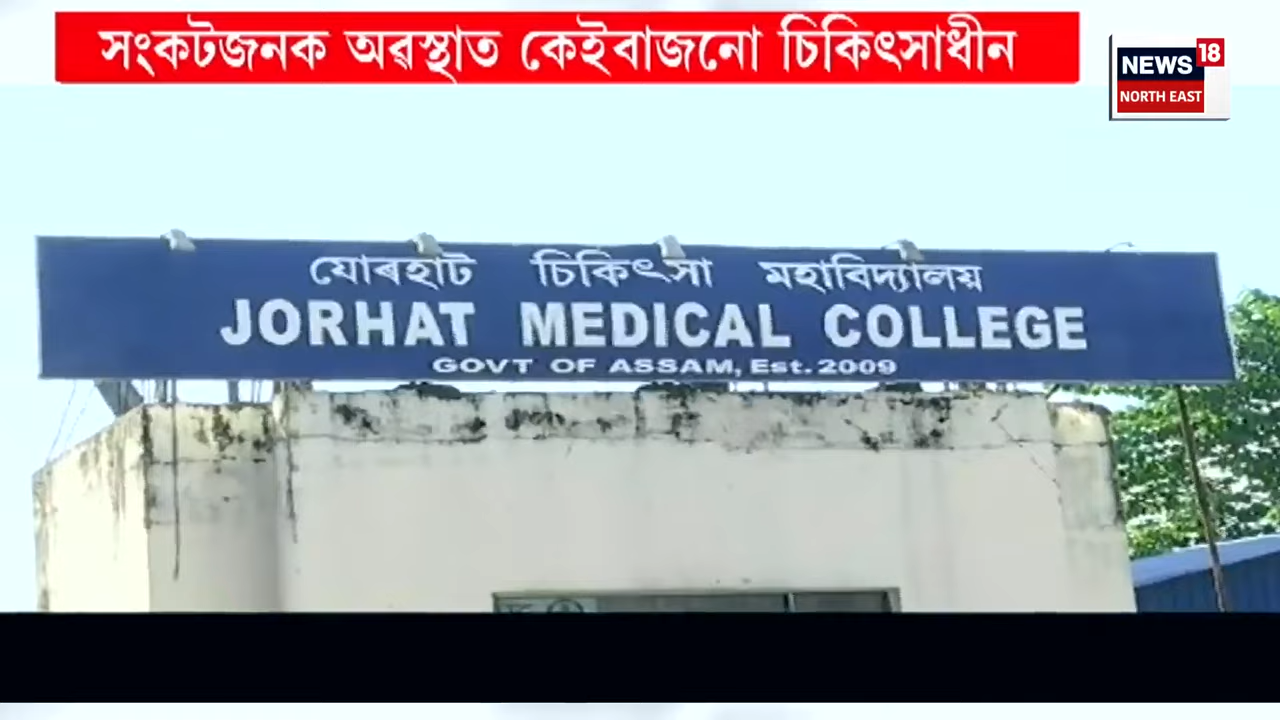 সংকটজনক অৱস্থাত কেইবাজনো চিকিৎসাধীন
NEWS 18
NORTH EAST
যোৰহাট চিকিৎসা মহাবিদ্যালয়
JORHAT MEDICAL COLLEGE
GOVT OF ASSAM, Est. 2009